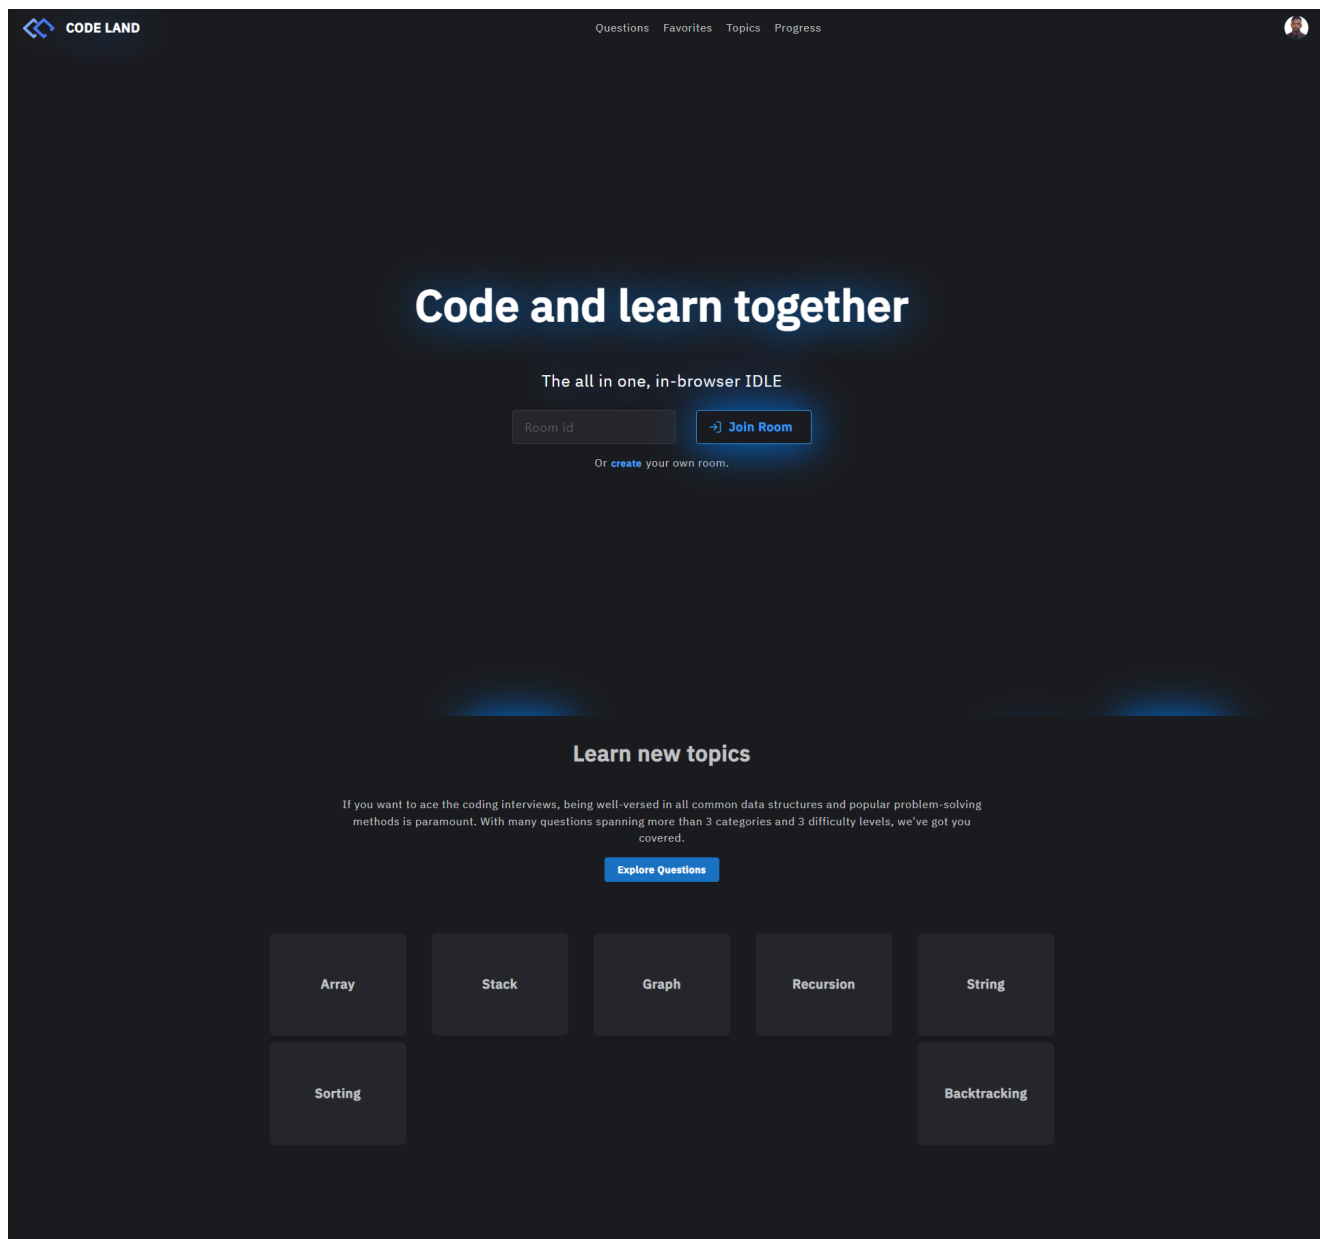 CODE LAND
Questions Favorites Topics Progress
Code and learn together
The all in one, in-browser IDLE
Room id
Join Room
Or create your own room.
Learn new topics
If you want to ace the coding interviews, being well-versed in all common data structures and popular problem-solving
methods is paramount. With many questions spanning more than 3 categories and 3 difficulty levels, we've got you
covered.
Explore Questions
Array
Stack
Graph
Recursion
String
Sorting
Backtracking